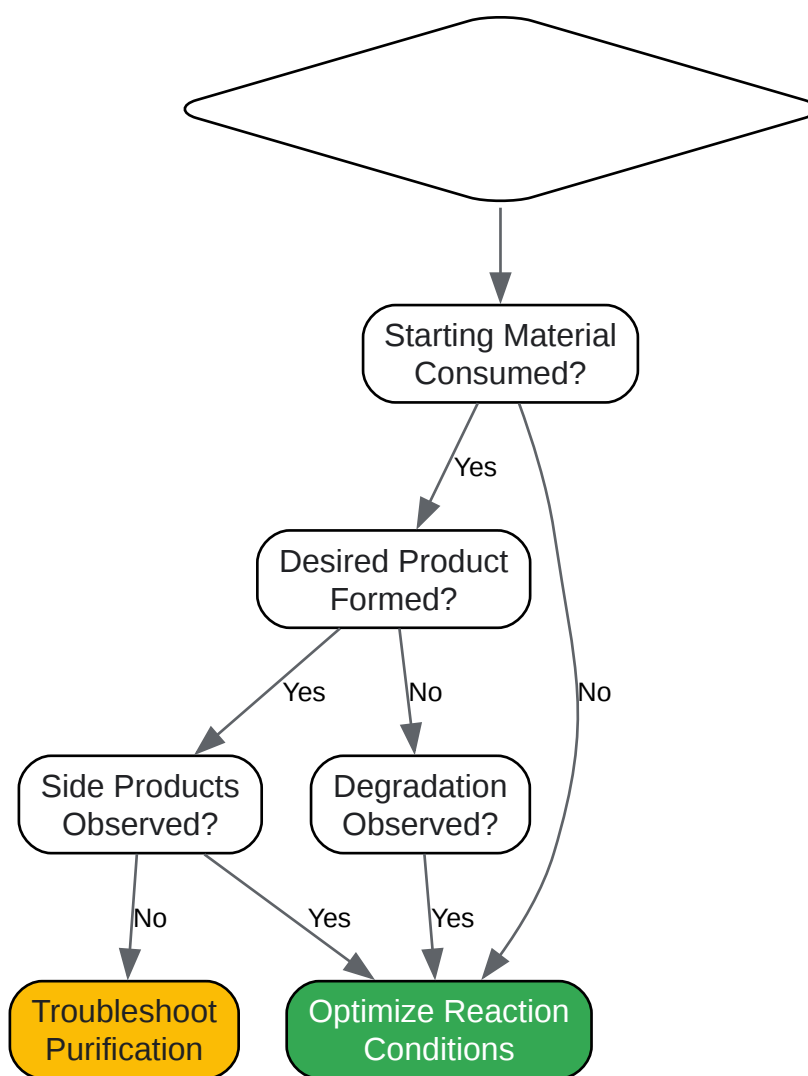 Starting Material
Consumed?
Yes
Desired Product
Formed?
Yes
No
No
Side Products
Observed?
Degradation
Observed?
No
Yes
Yes
Troubleshoot
Purification
Optimize Reaction
Conditions